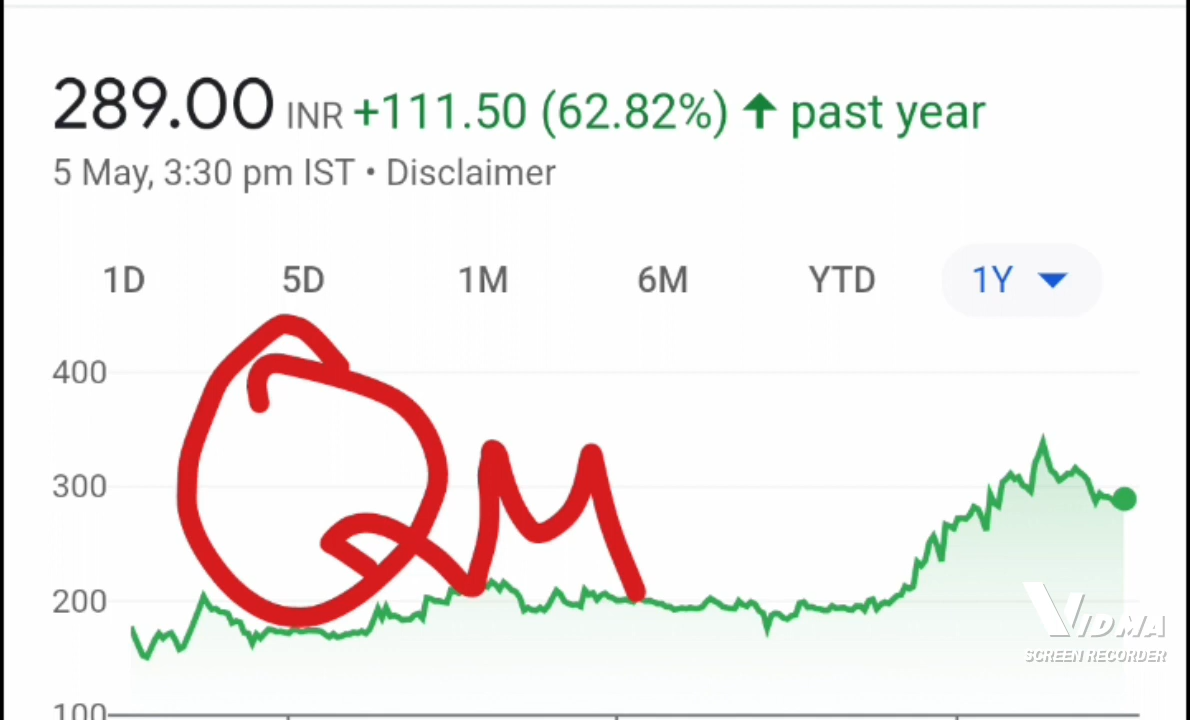 289.00 INR +111.50 (62.82%) ↑ past year
5 May, 3:30 pm IST • Disclaimer
1D 5D 1M 6M YTD 1Y
400
QM
300
200
VIDMA
SCREEN RECORDER
100